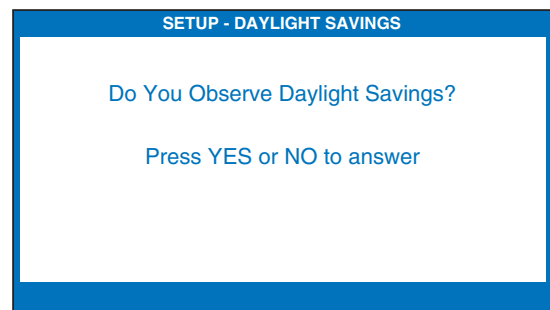 SETUP - DAYLIGHT SAVINGS
Do You Observe Daylight Savings?
Press YES or NO to answer